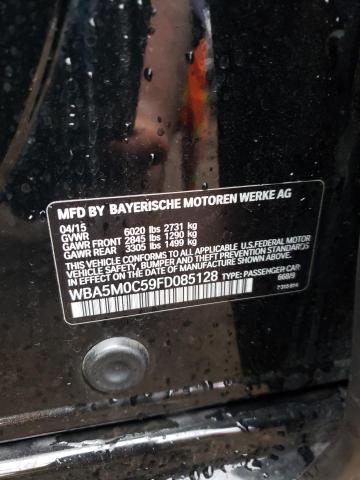 MFD BY BAYERISCHE MOTOREN WERKE AG
04/15
GVWR 6020 lbs 2731 kg
GAWR FRONT 2845 lbs 1290 kg
GAWR REAR 3305 lbs 1499 kg
THIS VEHICLE CONFORMS TO ALL APPLICABLE U.S.FEDERAL MOTOR
VEHICLE SAFETY, BUMPER, AND THEFT PREVENTION STANDARDS
IN EFFECT ON THE DATE OF MANUFACTURE SHOWN ABOVE.
WBA5M0C59FD085128 TYPE: PASSENGER CAR
668/9